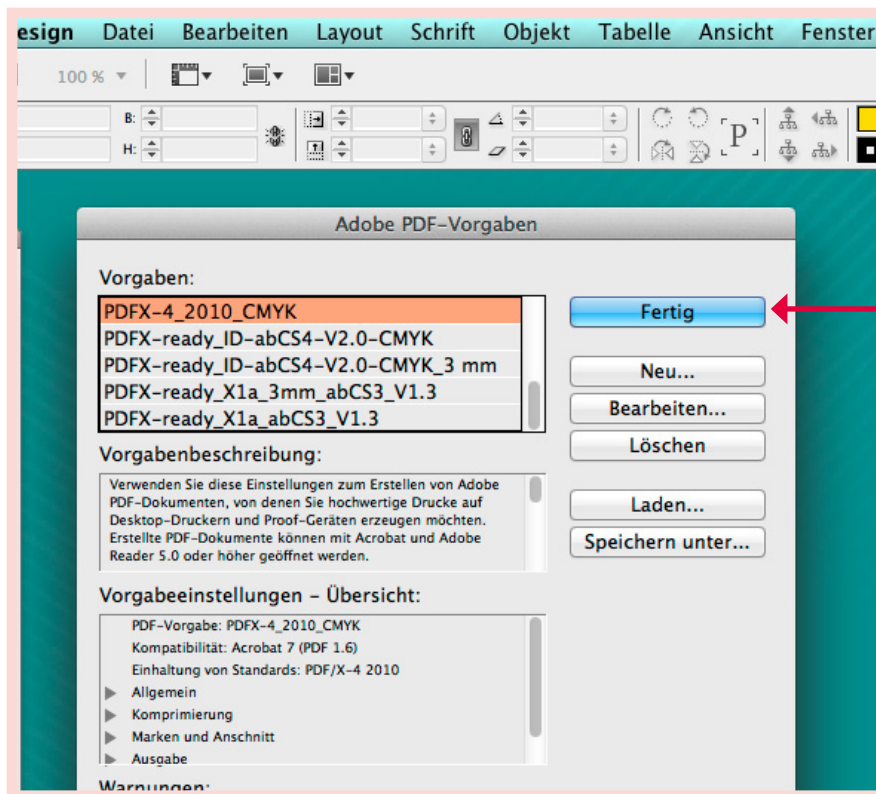 esign Datei Bearbeiten Layout Schrift Objekt Tabelle Ansicht Fenster
100 %
B:
H:
P
Adobe PDF-Vorgaben
Vorgaben:
PDFX-4_2010_CMYK
PDFX-ready_ID-abCS4-V2.0-CMYK
PDFX-ready_ID-abCS4-V2.0-CMYK_3 mm
PDFX-ready_X1a_3mm_abCS3_V1.3
PDFX-ready_X1a_abCS3_V1.3
Fertig
Neu...
Bearbeiten...
Löschen
Laden...
Speichern unter...
Vorgabenbeschreibung:
Verwenden Sie diese Einstellungen zum Erstellen von Adobe
PDF-Dokumenten, von denen Sie hochwertige Drucke auf
Desktop-Druckern und Proof-Geräten erzeugen möchten.
Erstellte PDF-Dokumente können mit Acrobat und Adobe
Reader 5.0 oder höher geöffnet werden.
Vorgabeeinstellungen – Übersicht:
PDF-Vorgabe: PDFX-4_2010_CMYK
Kompatibilität: Acrobat 7 (PDF 1.6)
Einhaltung von Standards: PDF/X-4 2010
Allgemein
Komprimierung
Marken und Anschnitt
Ausgabe
Warnungen: